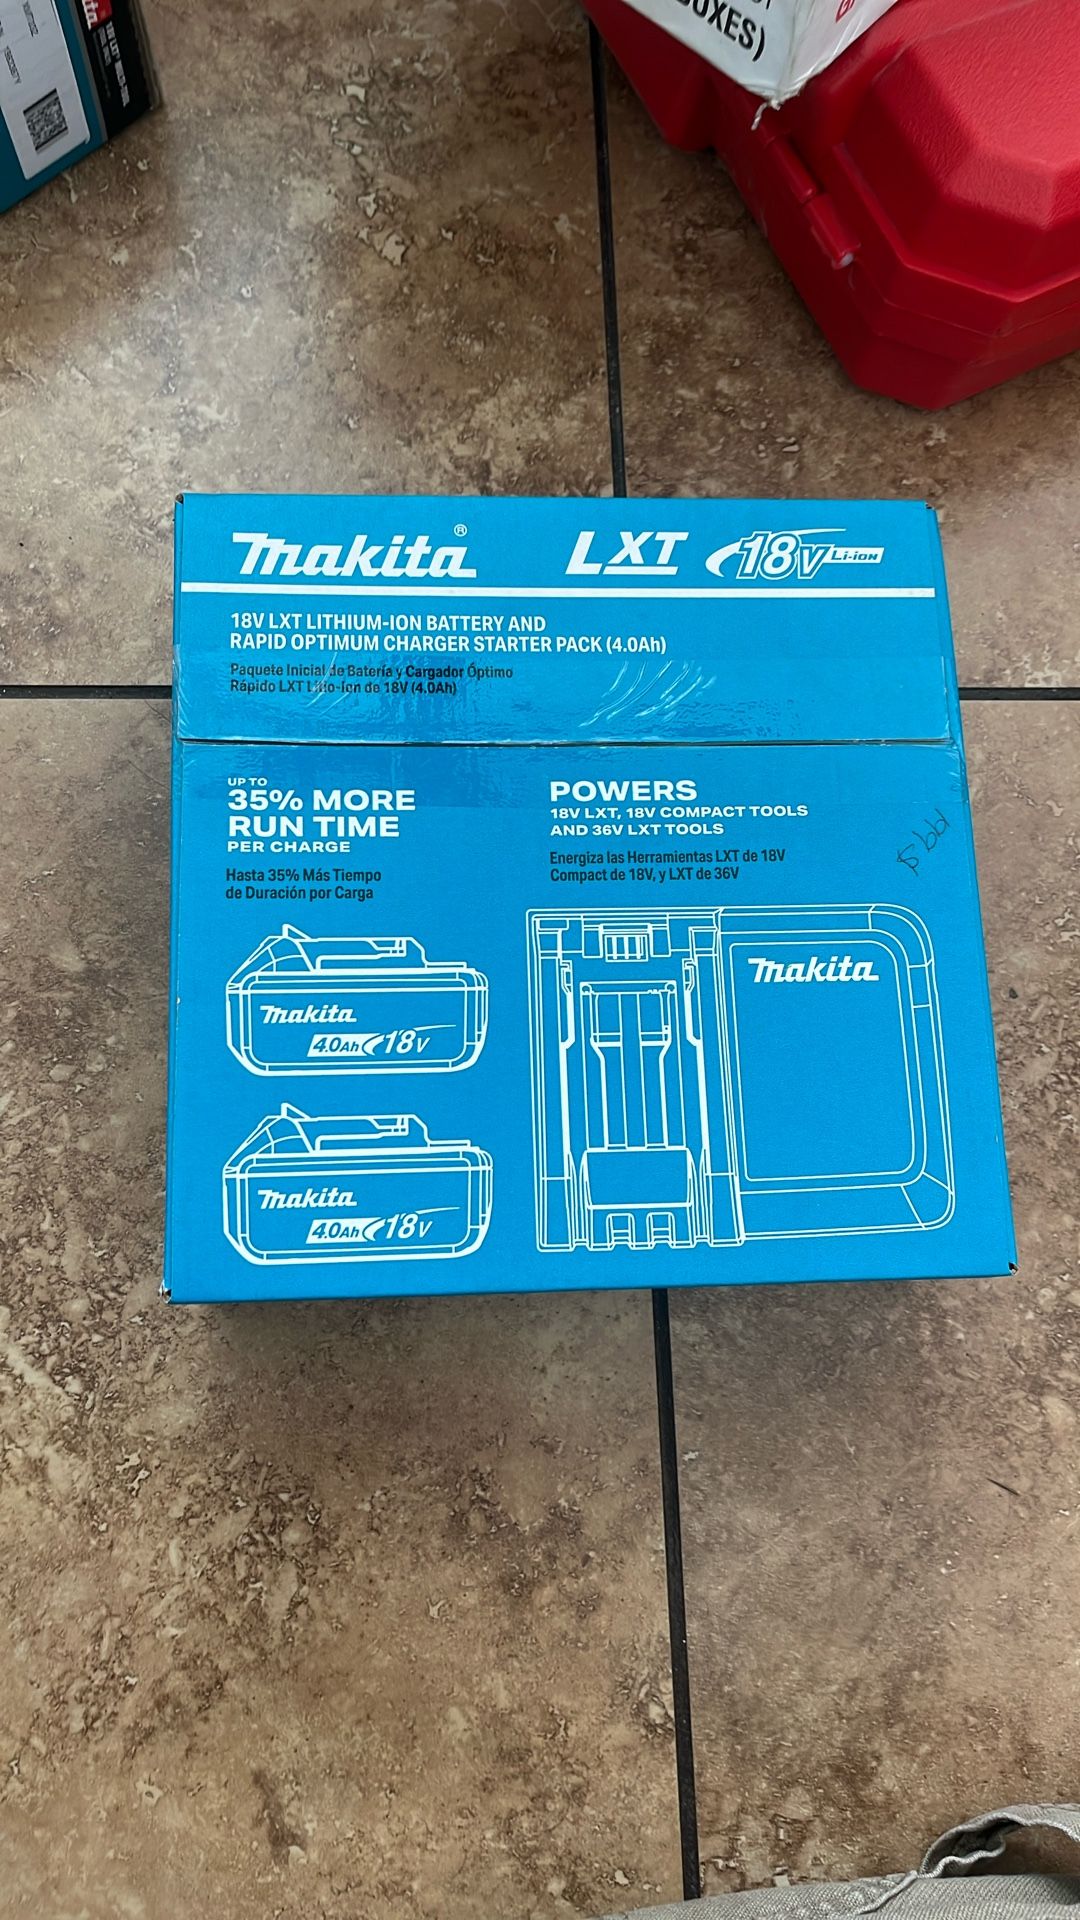 OXES)
Makita® LXT 18V Li-ion
18V LXT LITHIUM-ION BATTERY AND
RAPID OPTIMUM CHARGER STARTER PACK (4.0Ah)
Paquete Inicial de Batería y Cargador Óptimo
Rápido LXT Litio-Ion de 18V (4.0Ah)
UP TO
35% MORE
RUN TIME
PER CHARGE
Hasta 35% Más Tiempo
de Duración por Carga
POWERS
18V LXT, 18V COMPACT TOOLS
AND 36V LXT TOOLS
Energiza las Herramientas LXT de 18V
Compact de 18V, y LXT de 36V
Makita
4.0Ah 18V
Makita
4.0Ah 18V
Makita